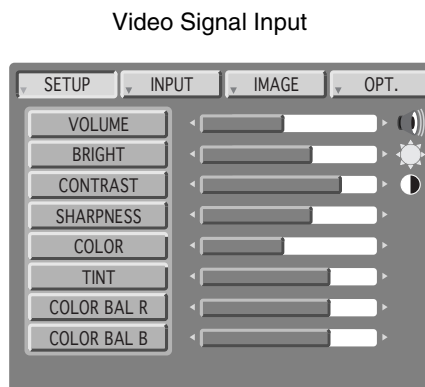 Video Signal Input
SETUP INPUT IMAGE OPT.
VOLUME
BRIGHT
CONTRAST
SHARPNESS
COLOR
TINT
COLOR BAL R
COLOR BAL B